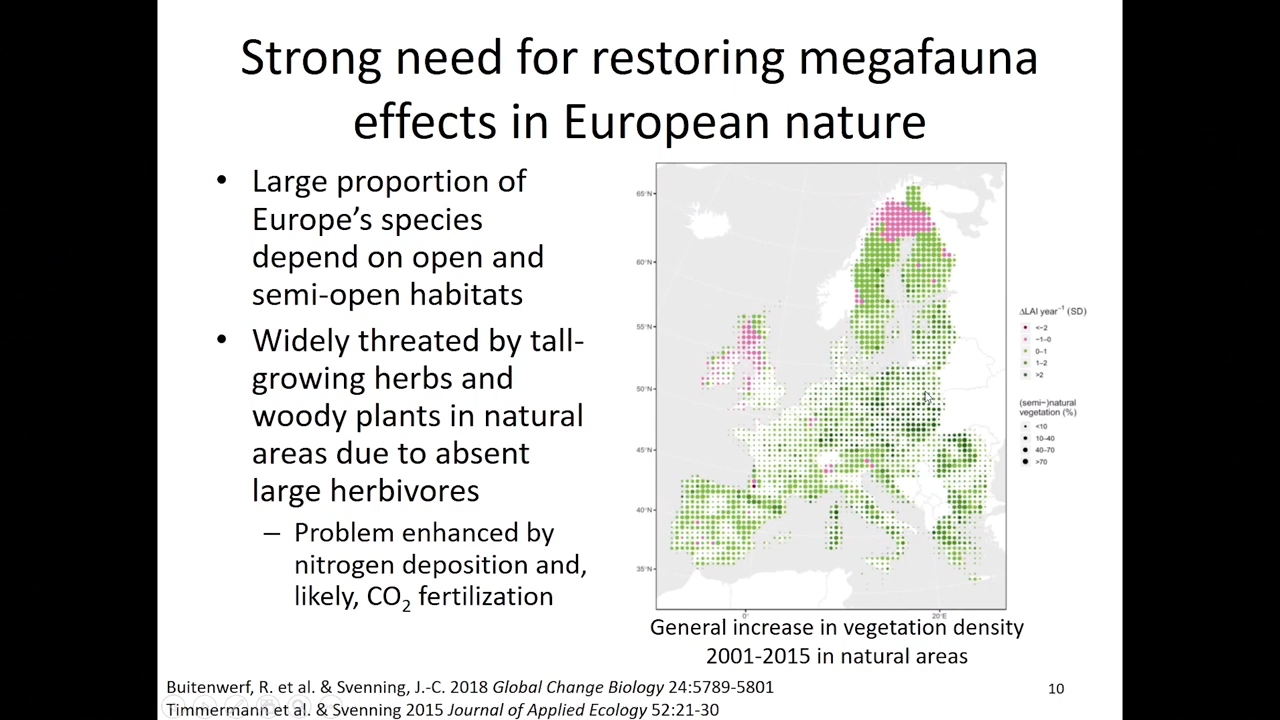 Strong need for restoring megafauna
effects in European nature
• Large proportion of
Europe's species
depend on open and
semi-open habitats
• Widely threated by tall-
growing herbs and
woody plants in natural
areas due to absent
large herbivores
– Problem enhanced by
nitrogen deposition and,
likely, CO₂ fertilization
65°N
60°N
55°N
50°N
45°N
40°N
35°N
0°
20°E
ΔLAI year⁻¹ (SD)
<-2
-1-0
0-1
1-2
>2
(semi-)natural
vegetation (%)
<10
10-40
40-70
>70
General increase in vegetation density
2001-2015 in natural areas
Buitenwerf, R. et al. & Svenning, J.-C. 2018 Global Change Biology 24:5789-5801
Timmermann et al. & Svenning 2015 Journal of Applied Ecology 52:21-30
10